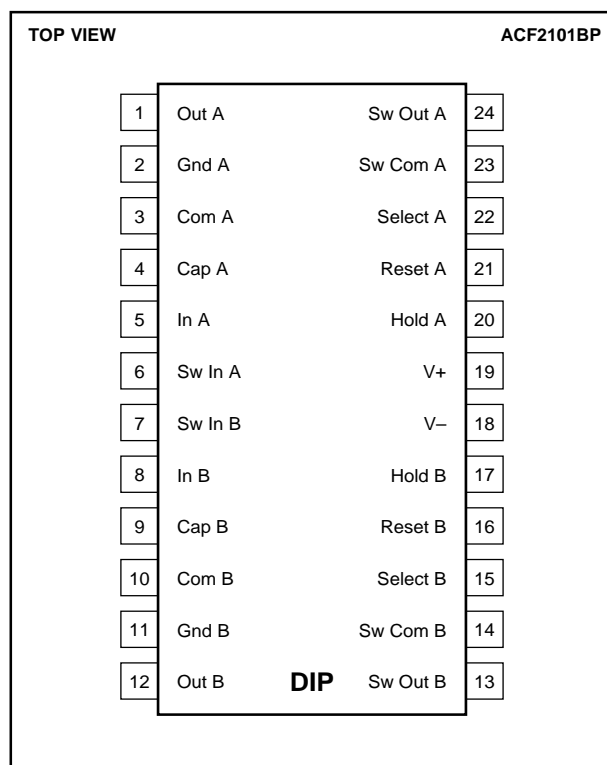 TOP VIEW ACF2101BP
1 Out A Sw Out A 24
2 Gnd A Sw Com A 23
3 Com A Select A 22
4 Cap A Reset A 21
5 In A Hold A 20
6 Sw In A V+ 19
7 Sw In B V– 18
8 In B Hold B 17
9 Cap B Reset B 16
10 Com B Select B 15
11 Gnd B Sw Com B 14
12 Out B DIP Sw Out B 13